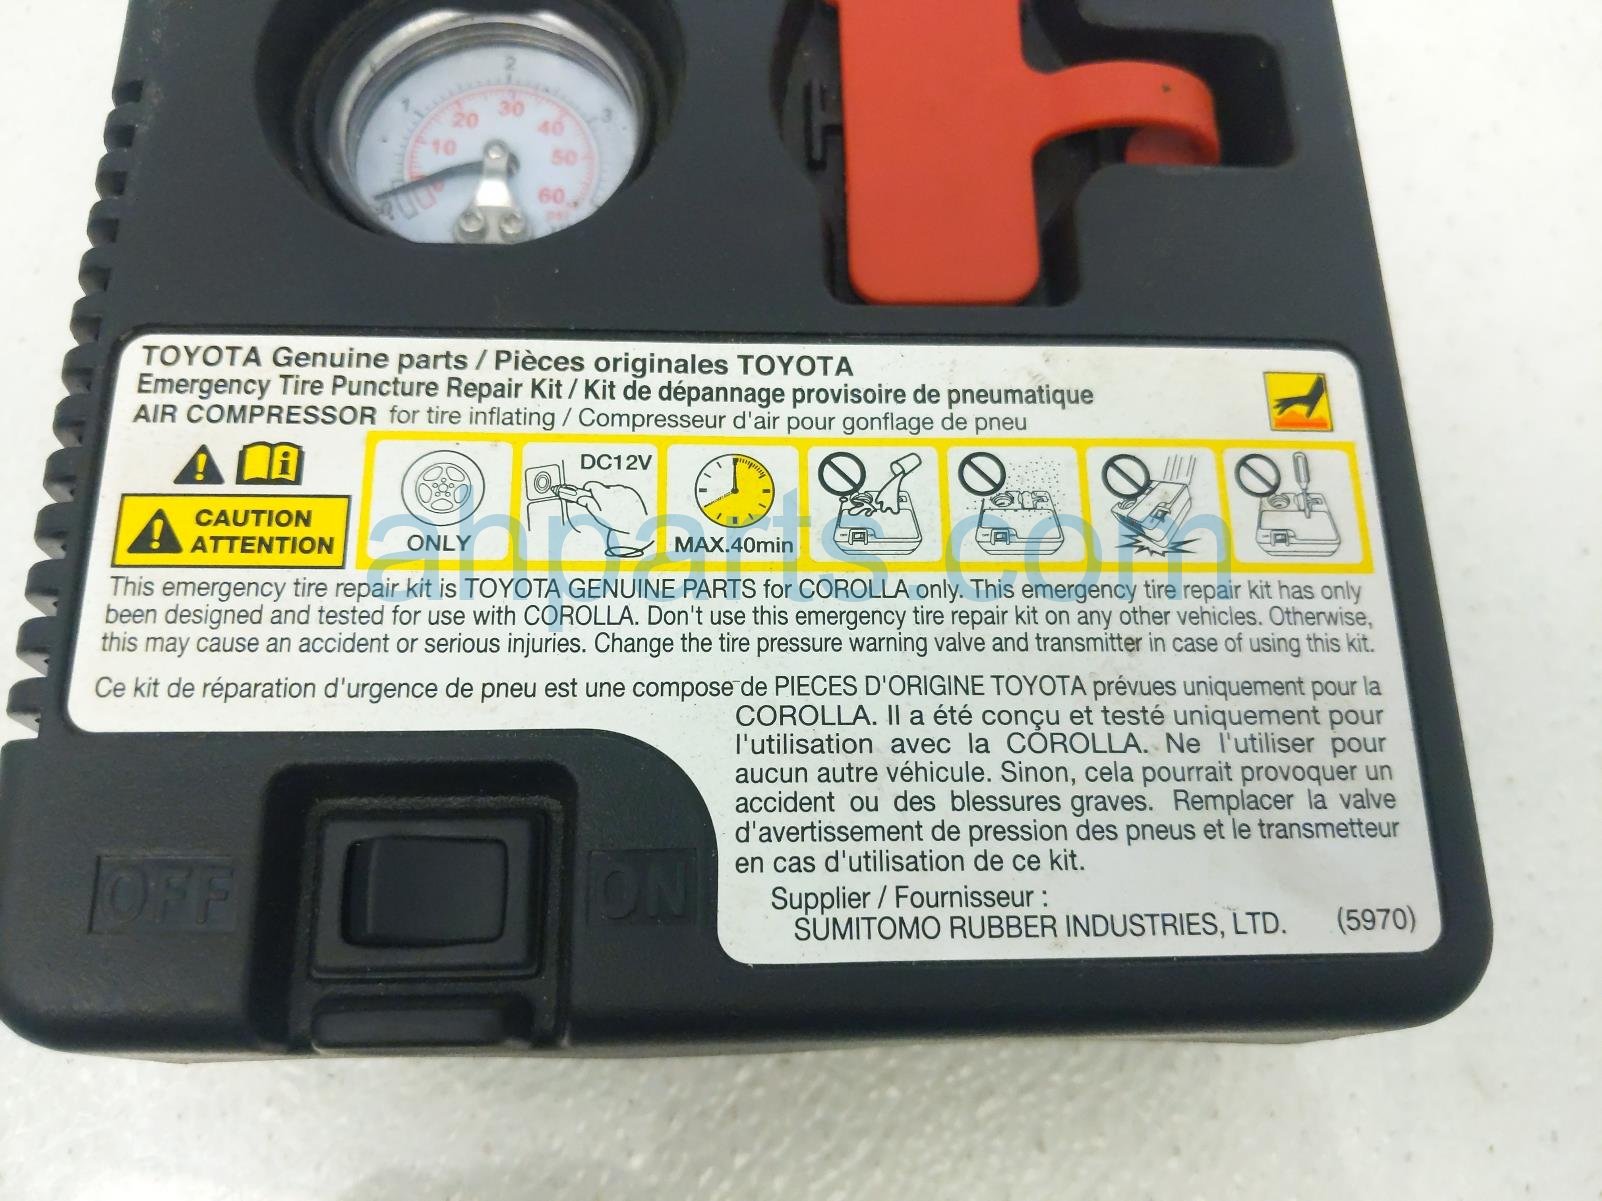 1 2 3
10 20 30 40 50 60
psi
TOYOTA Genuine parts / Pièces originales TOYOTA
Emergency Tire Puncture Repair Kit / Kit de dépannage provisoire de pneumatique
AIR COMPRESSOR for tire inflating / Compresseur d'air pour gonflage de pneu
CAUTION
ATTENTION
ONLY
DC12V
MAX.40min
ahparts.com
This emergency tire repair kit is TOYOTA GENUINE PARTS for COROLLA only. This emergency tire repair kit has only
been designed and tested for use with COROLLA. Don't use this emergency tire repair kit on any other vehicles. Otherwise,
this may cause an accident or serious injuries. Change the tire pressure warning valve and transmitter in case of using this kit.
Ce kit de réparation d'urgence de pneu est une compose de PIECES D'ORIGINE TOYOTA prévues uniquement pour la
COROLLA. Il a été conçu et testé uniquement pour
l'utilisation avec la COROLLA. Ne l'utiliser pour
aucun autre véhicule. Sinon, cela pourrait provoquer un
accident ou des blessures graves. Remplacer la valve
d'avertissement de pression des pneus et le transmetteur
en cas d'utilisation de ce kit.
Supplier / Fournisseur :
SUMITOMO RUBBER INDUSTRIES, LTD. (5970)
OFF
ON